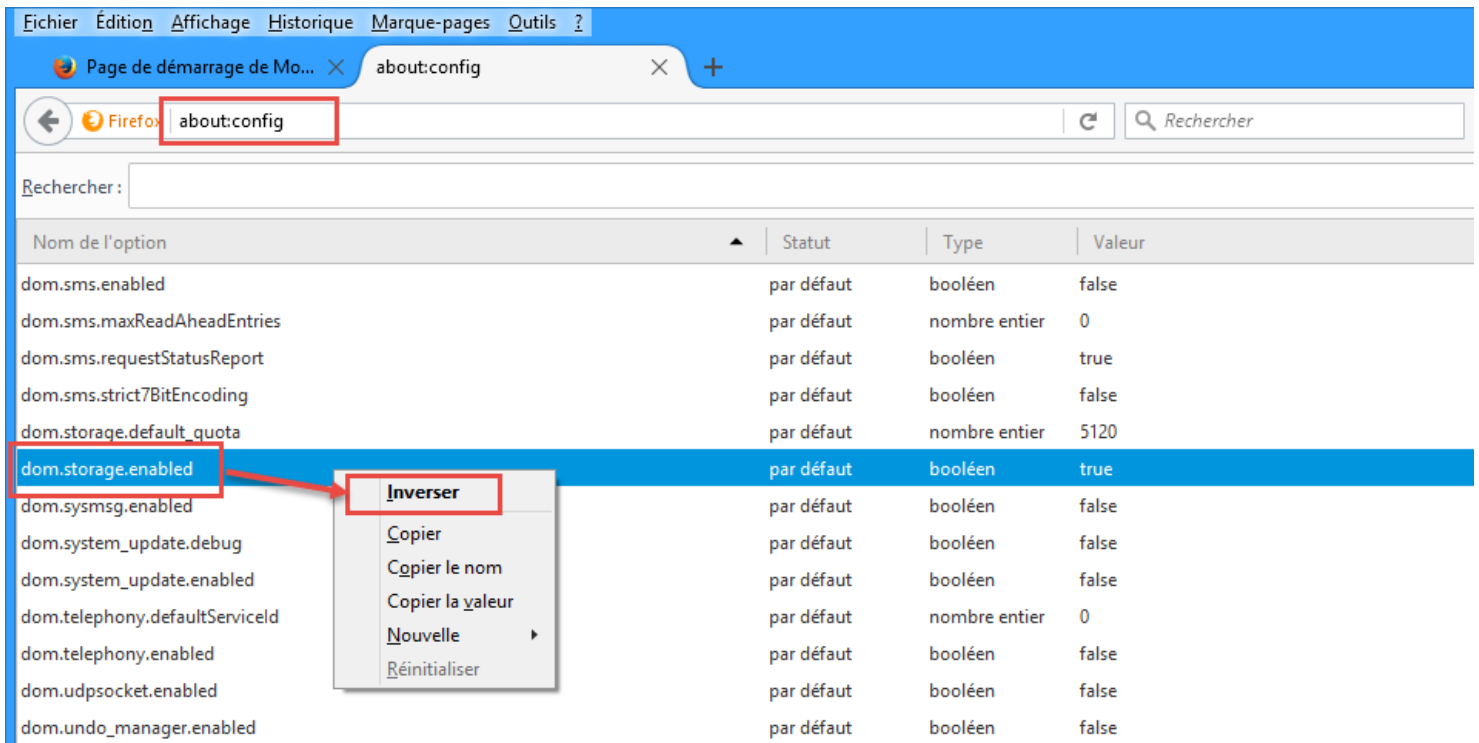 Fichier Édition Affichage Historique Marque-pages Outils ?
Page de démarrage de Mo... about:config
Firefox about:config Rechercher
Rechercher :
Nom de l'option Statut Type Valeur
dom.sms.enabled par défaut booléen false
dom.sms.maxReadAheadEntries par défaut nombre entier 0
dom.sms.requestStatusReport par défaut booléen true
dom.sms.strict7BitEncoding par défaut booléen false
dom.storage.default_quota par défaut nombre entier 5120
dom.storage.enabled par défaut booléen true
Inverser
dom.sysmsg.enabled par défaut booléen false
Copier
dom.system_update.debug par défaut booléen false
Copier le nom
dom.system_update.enabled par défaut booléen false
Copier la valeur
dom.telephony.defaultServiceId par défaut nombre entier 0
Nouvelle
dom.telephony.enabled par défaut booléen false
Réinitialiser
dom.udpsocket.enabled par défaut booléen false
dom.undo_manager.enabled par défaut booléen false